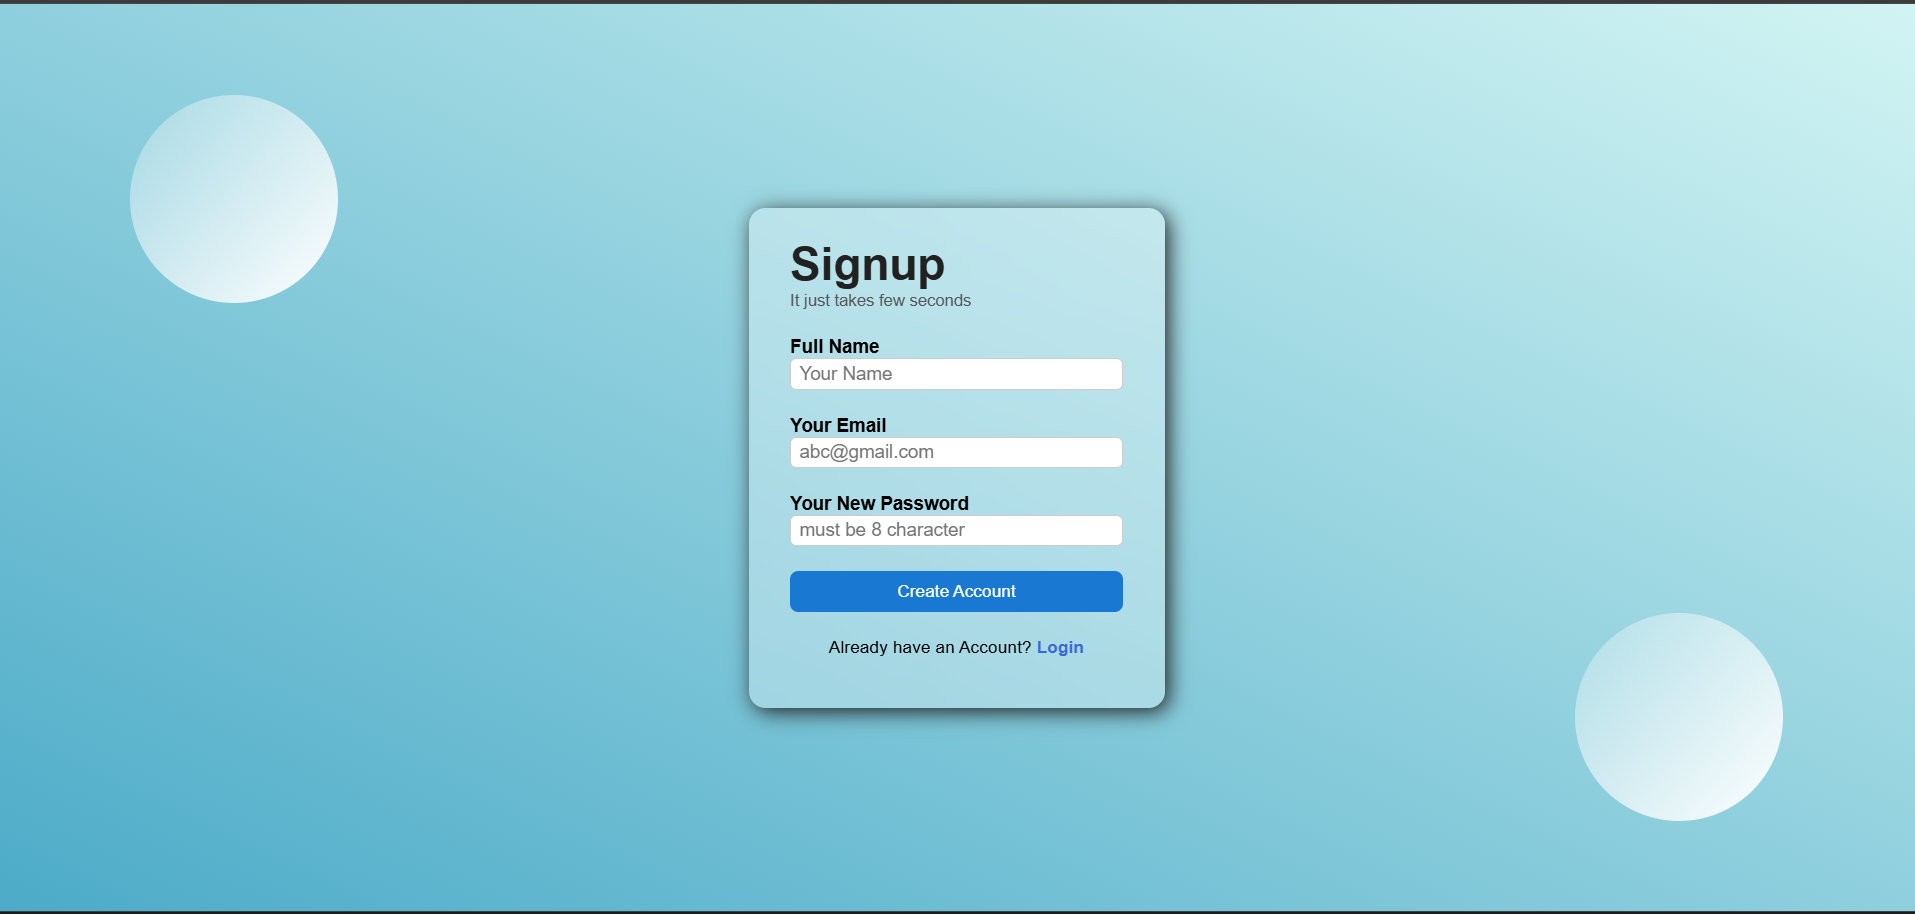 Signup
It just takes few seconds
Full Name
Your Name
Your Email
abc@gmail.com
Your New Password
must be 8 character
Create Account
Already have an Account? Login